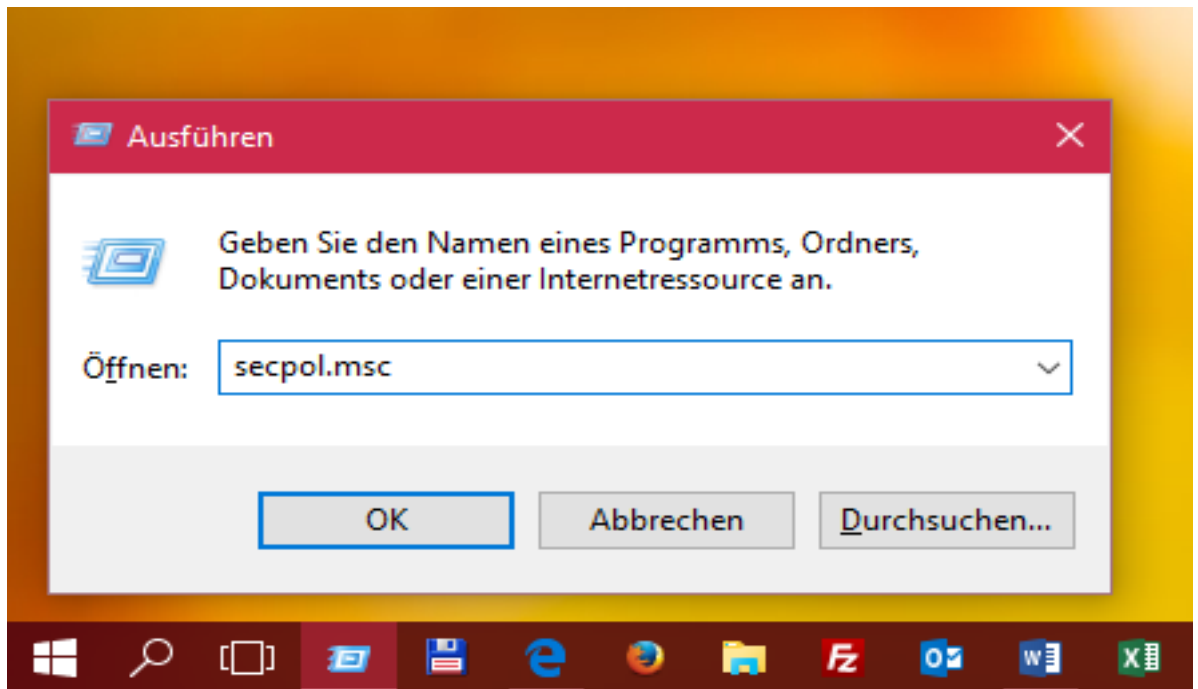 Ausführen
Geben Sie den Namen eines Programms, Ordners,
Dokuments oder einer Internetressource an.
Öffnen: secpol.msc
OK Abbrechen Durchsuchen...